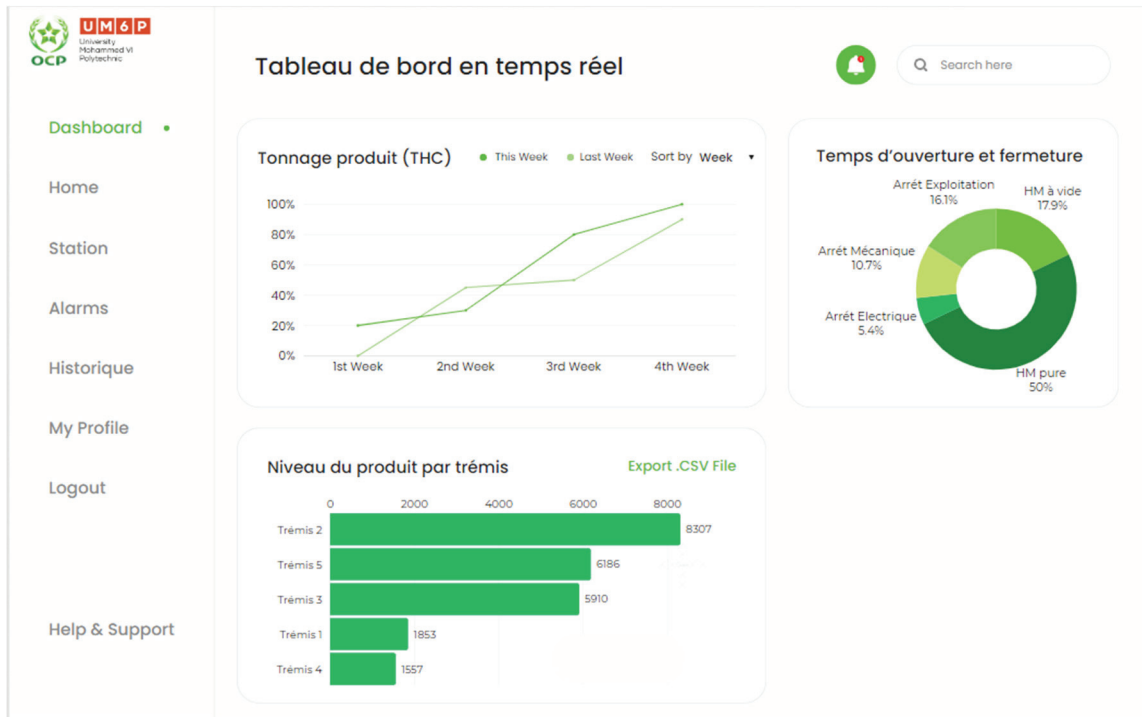 UM6P
University
Mohammed VI
Polytechnic
OCP
Dashboard
Home
Station
Alarms
Historique
My Profile
Logout
Help & Support
Tableau de bord en temps réel
Search here
Tonnage produit (THC)
This Week
Last Week
Sort by Week
100%
80%
60%
40%
20%
0%
1st Week
2nd Week
3rd Week
4th Week
Temps d'ouverture et fermeture
Arrét Exploitation
16.1%
HM à vide
17.9%
Arrét Mécanique
10.7%
Arrét Electrique
5.4%
HM pure
50%
Niveau du produit par trémis
Export .CSV File
0 2000 4000 6000 8000
Trémis 2 8307
Trémis 5 6186
Trémis 3 5910
Trémis 1 1853
Trémis 4 1557